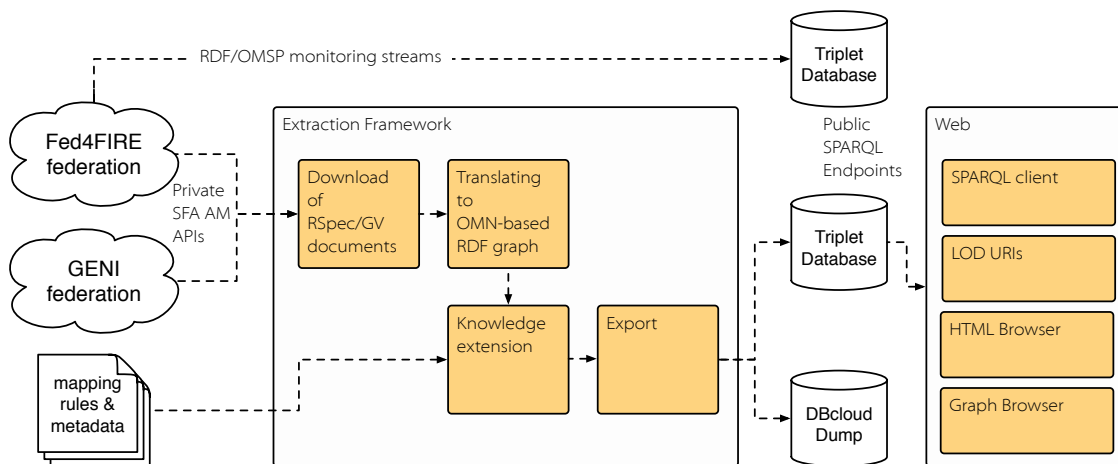 RDF/OMSP monitoring streams
Triplet
Database
Fed4FIRE
federation
Private
SFA AM
APIs
GENI
federation
mapping
rules &
metadata
Extraction Framework
Download
of
RSpec/GV
documents
Translating
to
OMN-based
RDF graph
Knowledge
extension
Export
Public
SPARQL
Endpoints
Triplet
Database
DBcloud
Dump
Web
SPARQL client
LOD URIs
HTML Browser
Graph Browser